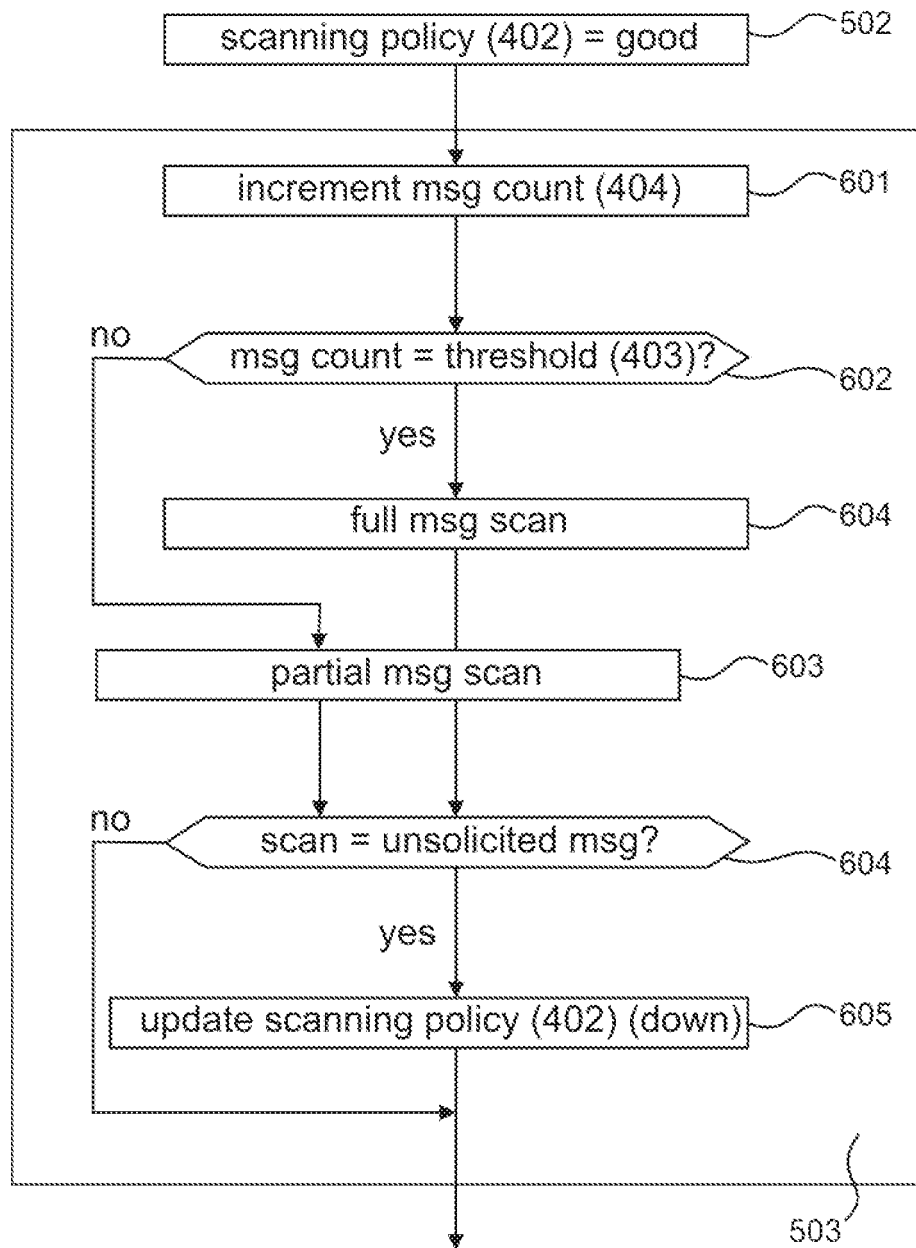 scanning policy (402) = good
502
increment msg count (404)
601
no
msg count = threshold (403)?
602
yes
full msg scan
604
partial msg scan
603
no
scan = unsolicited msg?
604
yes
update scanning policy (402) (down)
605
503